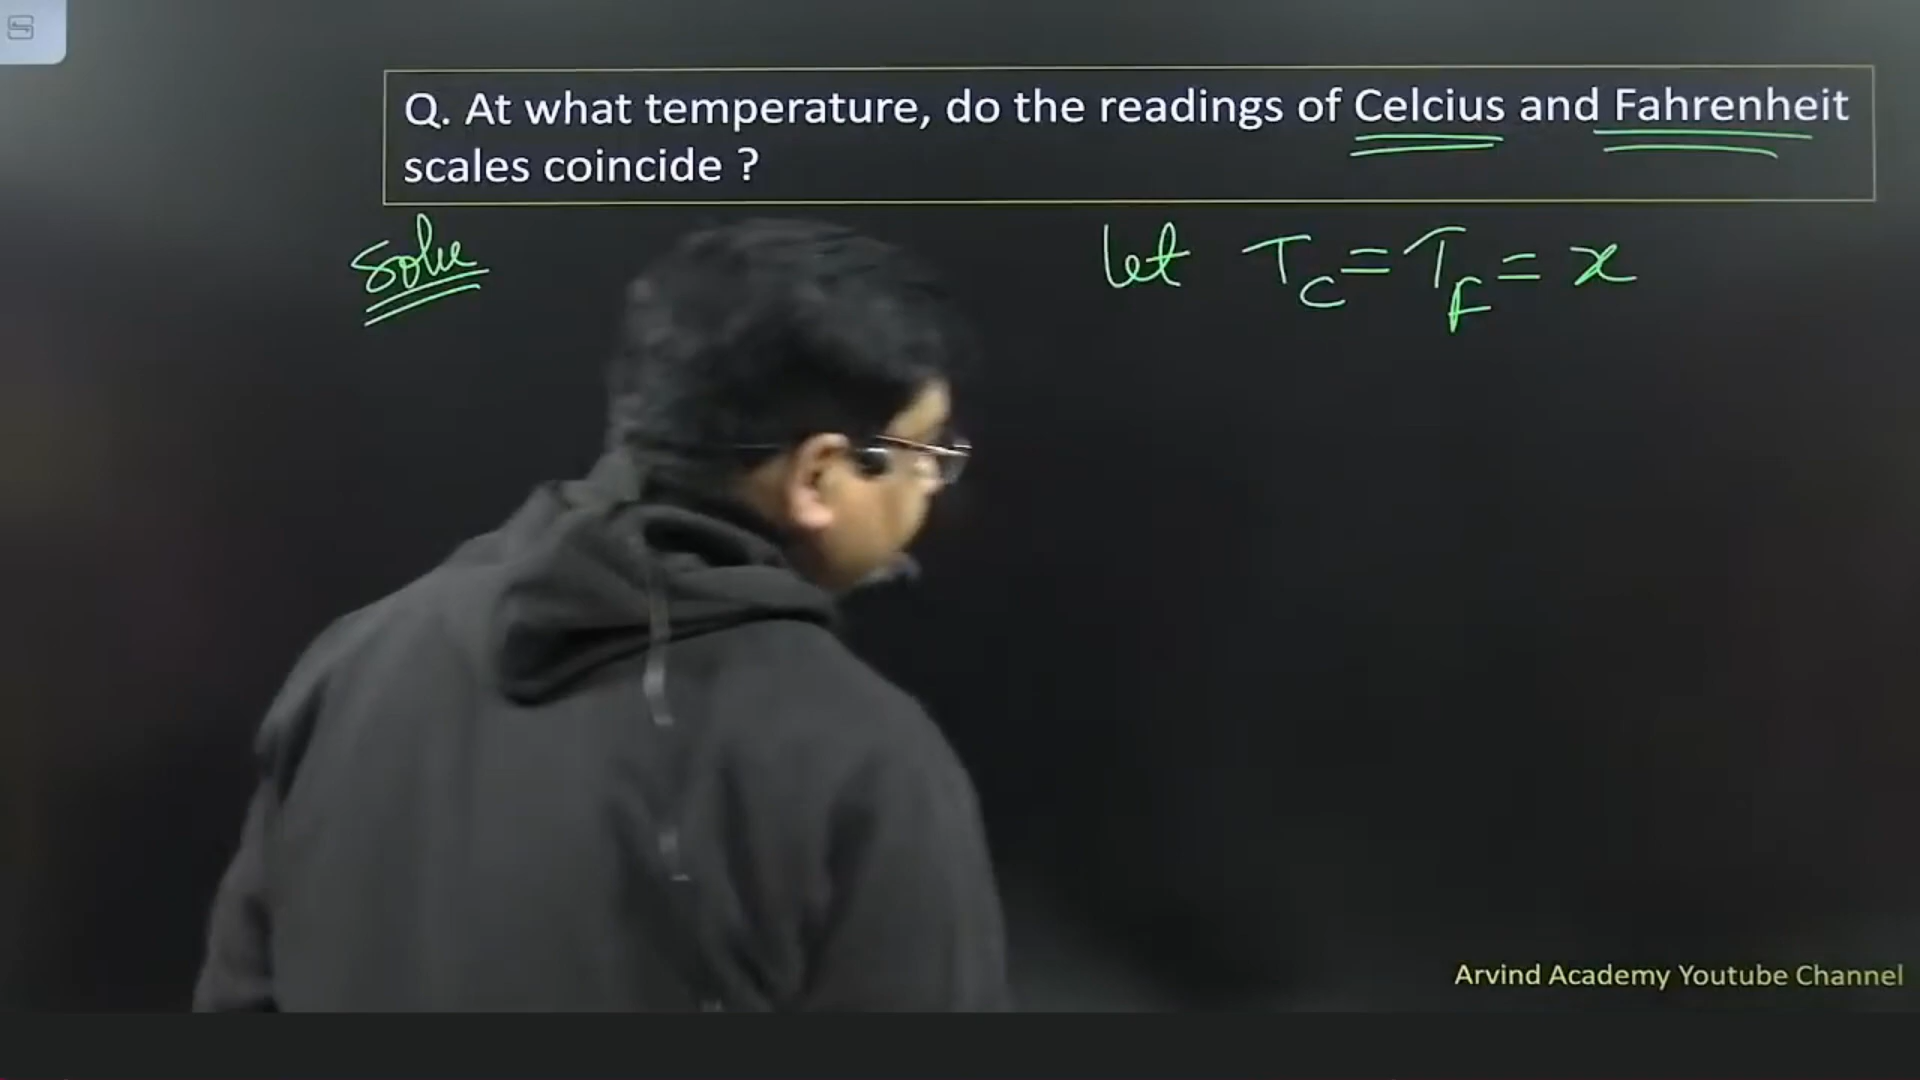 Q. At what temperature, do the readings of Celcius and Fahrenheit
scales coincide ?
Solu
let T_C = T_F = x
Arvind Academy Youtube Channel